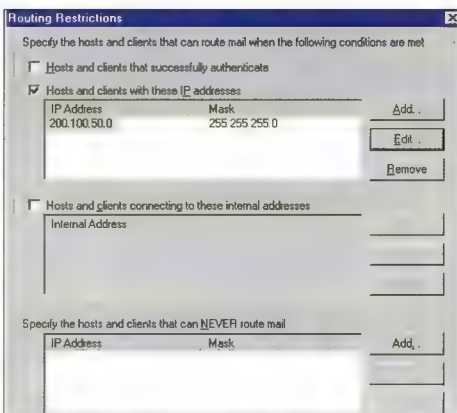 Routing Restrictions
Specify the hosts and clients that can route mail when the following conditions are met
Hosts and clients that successfully authenticate
Hosts and clients with these IP addresses
IP Address Mask
200.100.50.0 255 255 255.0
Add. .
Edit .
Remove
Hosts and clients connecting to these internal addresses
Internal Address
Specify the hosts and clients that can NEVER route mail
IP Address Mask
Add. .